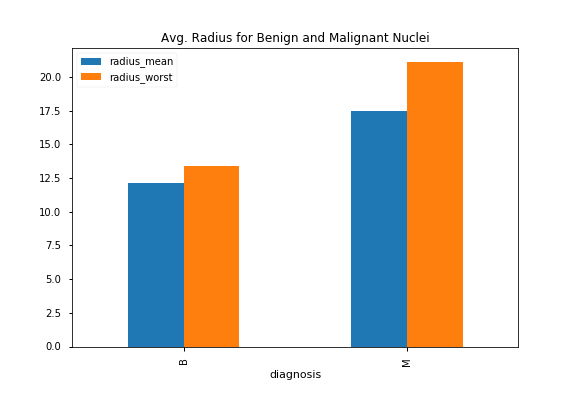 Avg. Radius for Benign and Malignant Nuclei
radius_mean
radius_worst
20.0
17.5
15.0
12.5
10.0
7.5
5.0
2.5
0.0
B
M
diagnosis